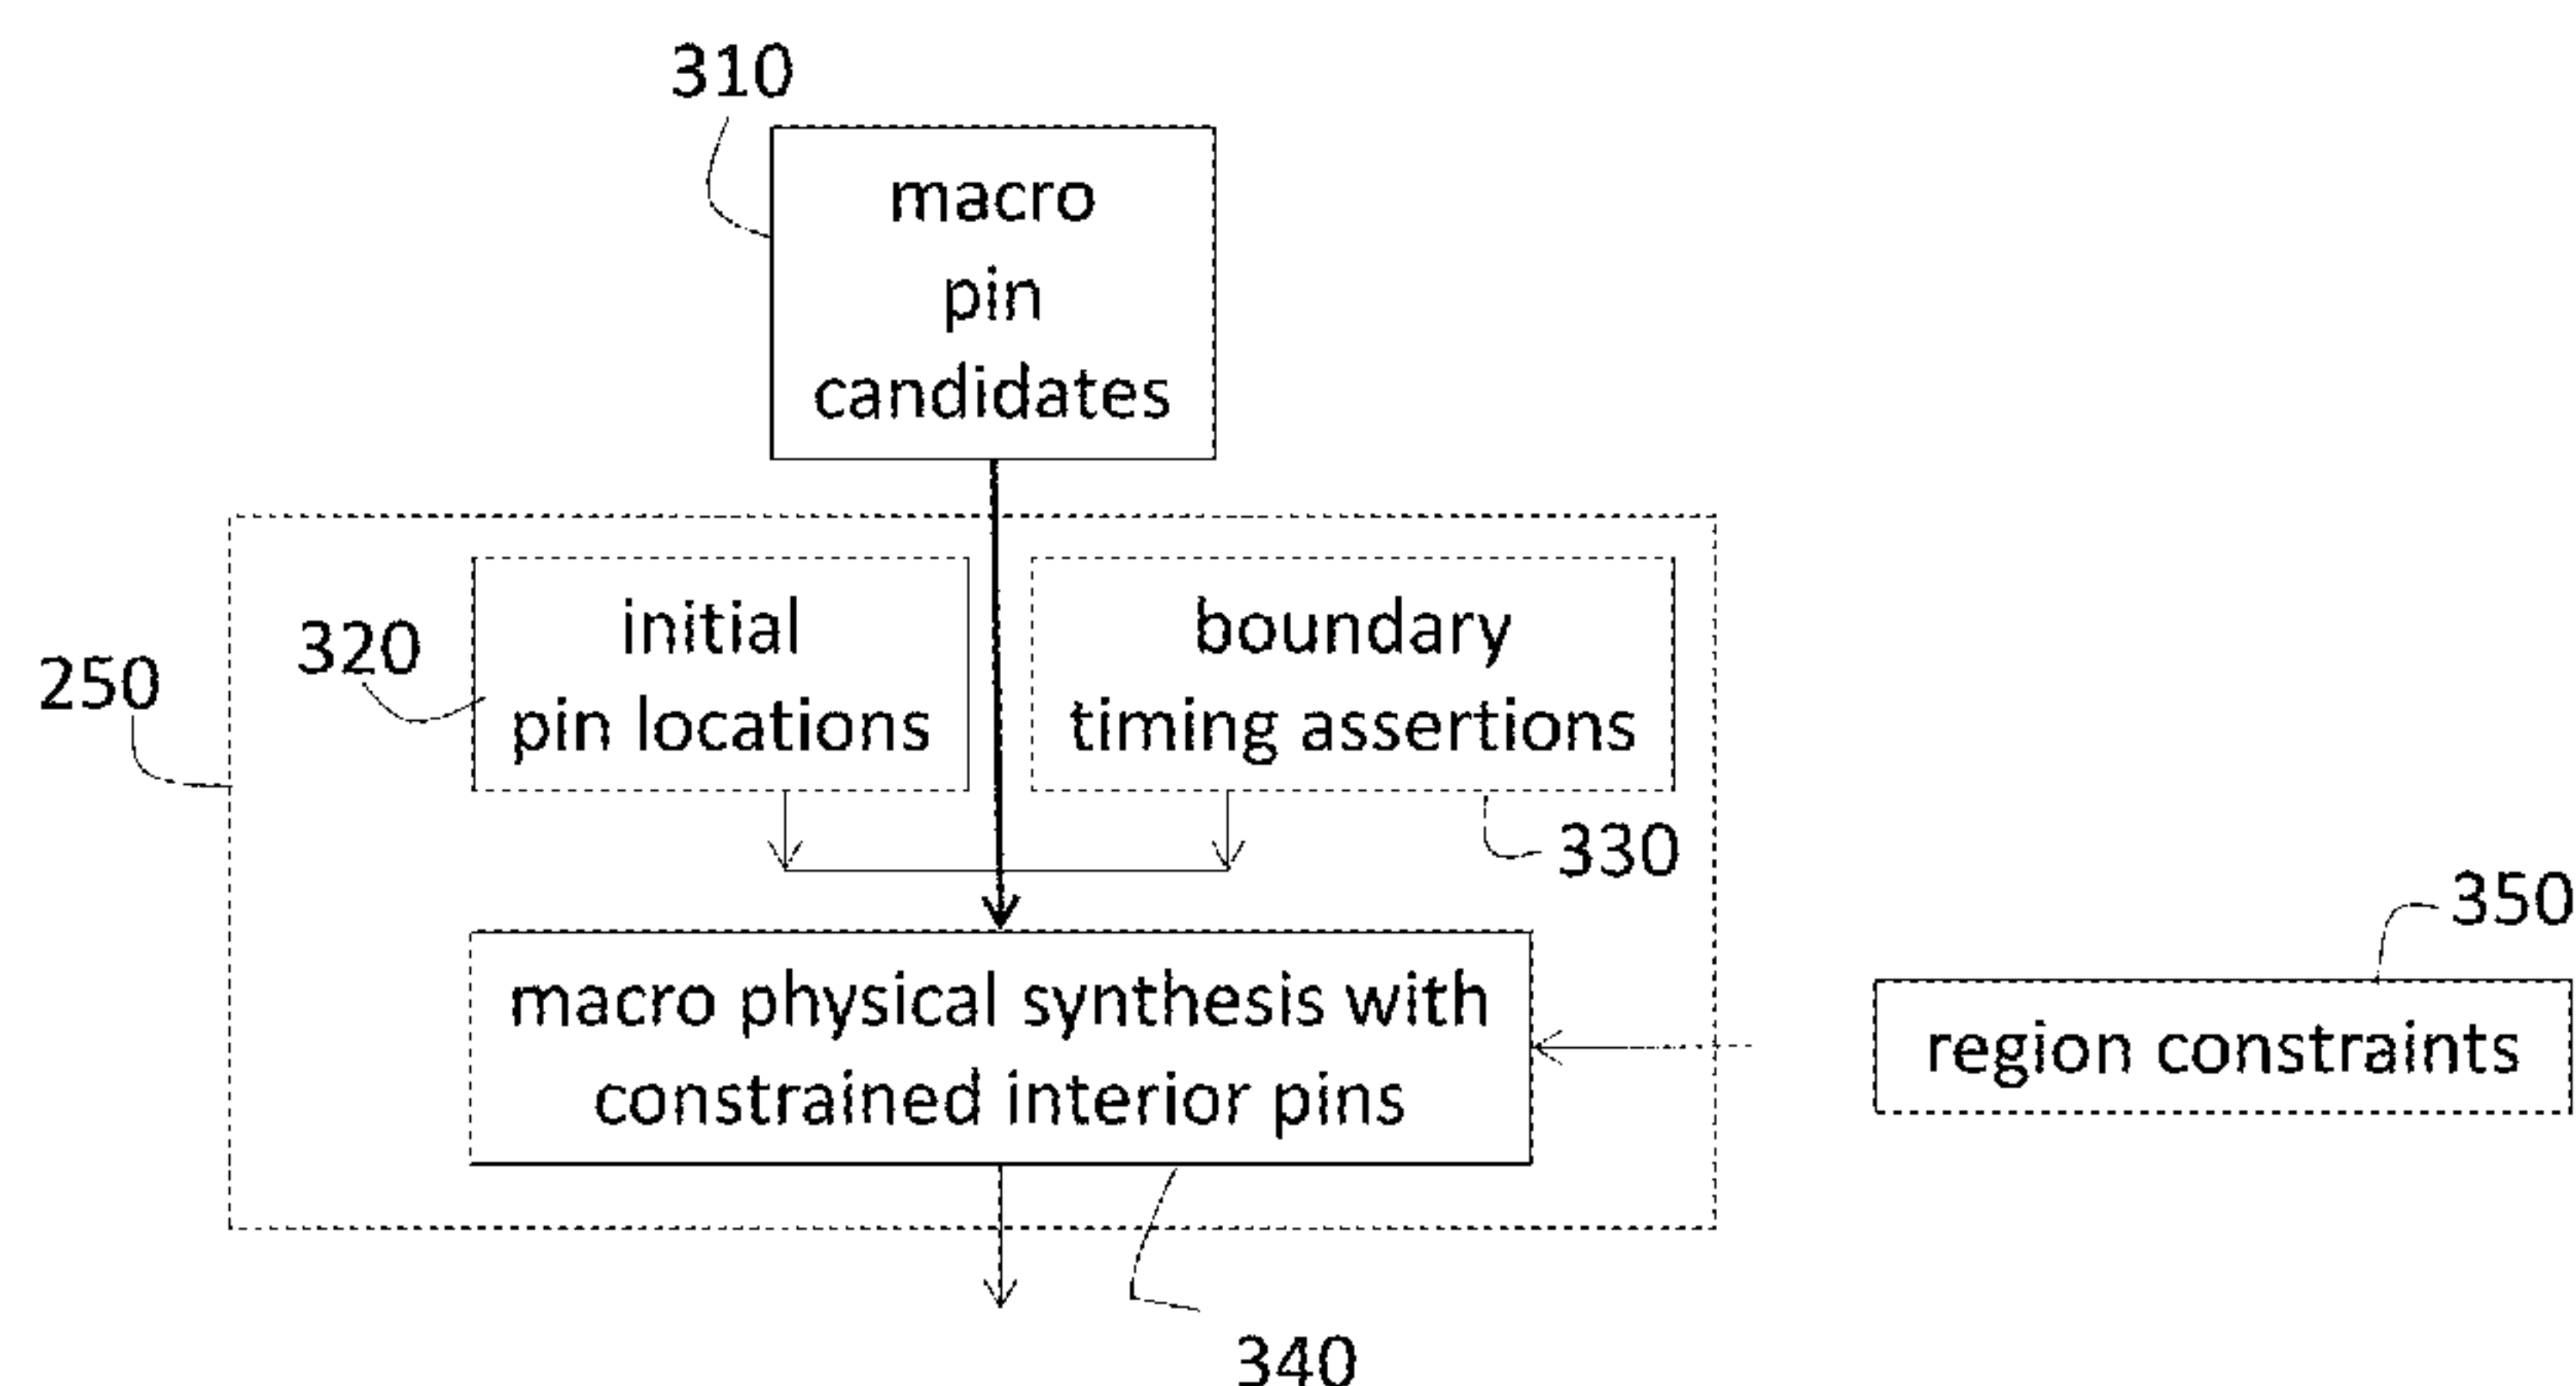 310
macro
pin
candidates
250
320
initial
pin locations
boundary
timing assertions
330
macro physical synthesis with
constrained interior pins
350
region constraints
340